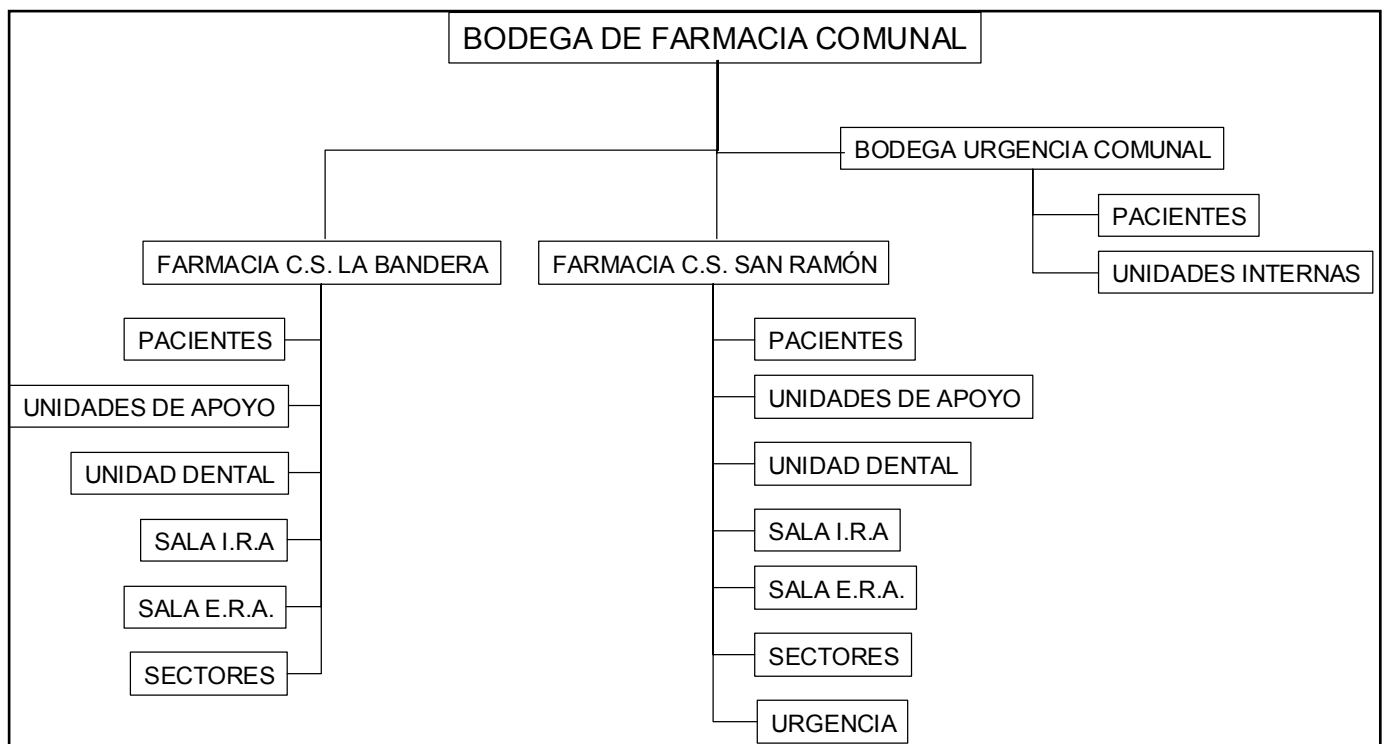 BODEGA DE FARMACIA COMUNAL
BODEGA URGENCIA COMUNAL
PACIENTES
UNIDADES INTERNAS
FARMACIA C.S. LA BANDERA
PACIENTES
UNIDADES DE APOYO
UNIDAD DENTAL
SALA I.R.A
SALA E.R.A.
SECTORES
FARMACIA C.S. SAN RAMÓN
PACIENTES
UNIDADES DE APOYO
UNIDAD DENTAL
SALA I.R.A
SALA E.R.A.
SECTORES
URGENCIA